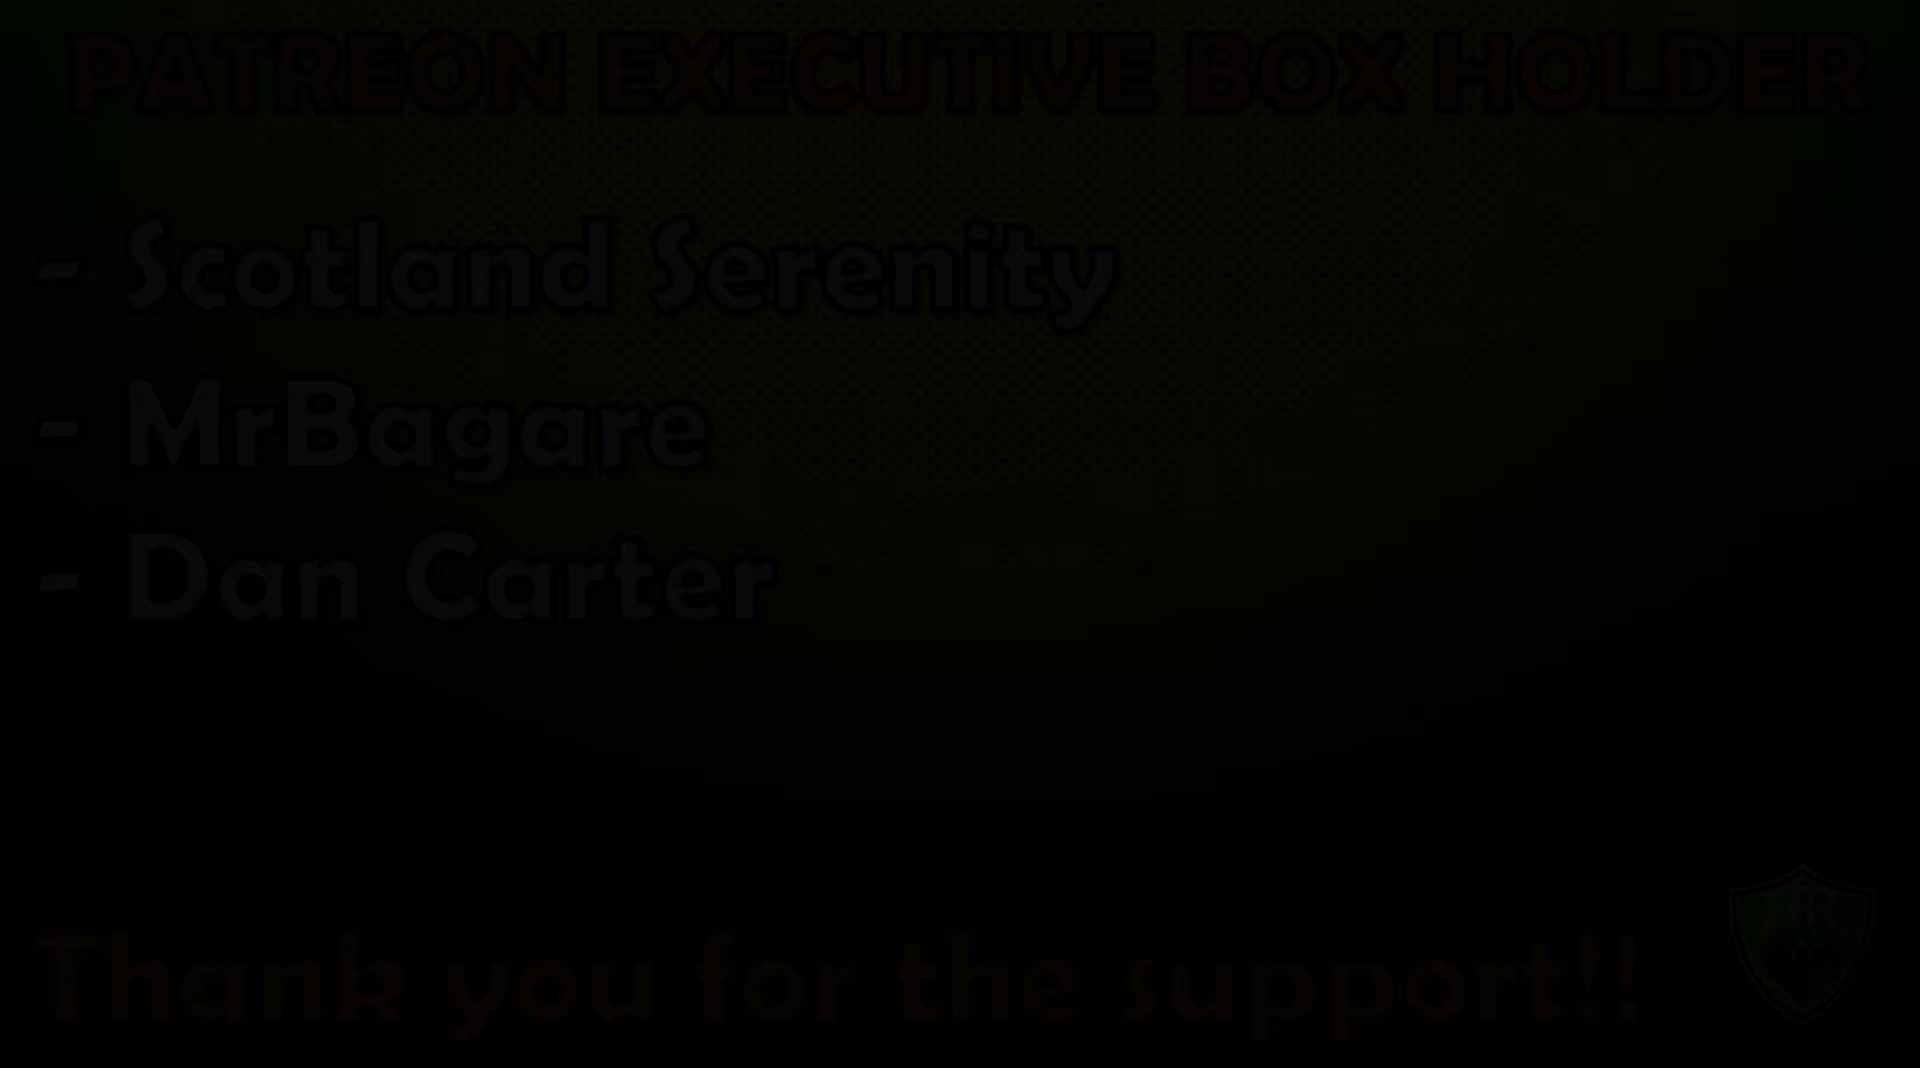 PATREON EXECUTIVE BOX HOLDER
- Scotland Serenity
- MrBagare
- Dan Carter
Thank you for the support!!